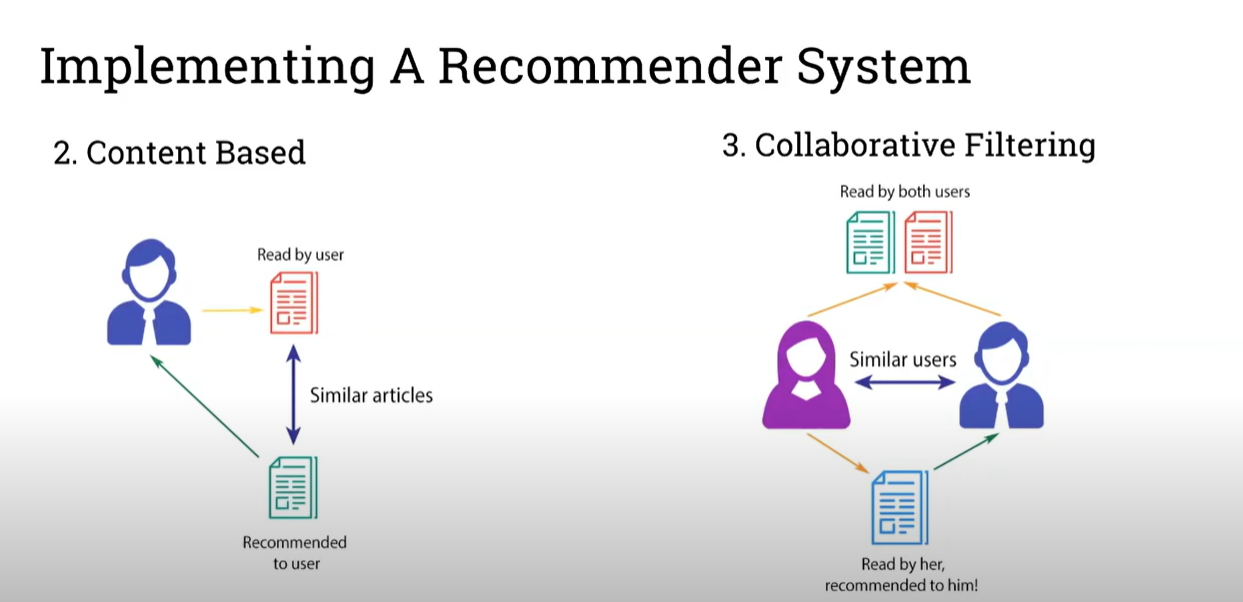 Implementing A Recommender System
2. Content Based
Read by user
Similar articles
Recommended
to user
3. Collaborative Filtering
Read by both users
Similar users
Read by her,
recommended to him!